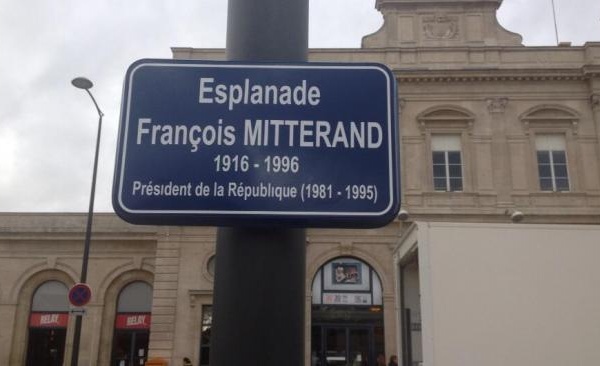 Esplanade
François MITTERAND
1916 - 1996
Président de la République (1981 - 1995)
RELAY
RELAY